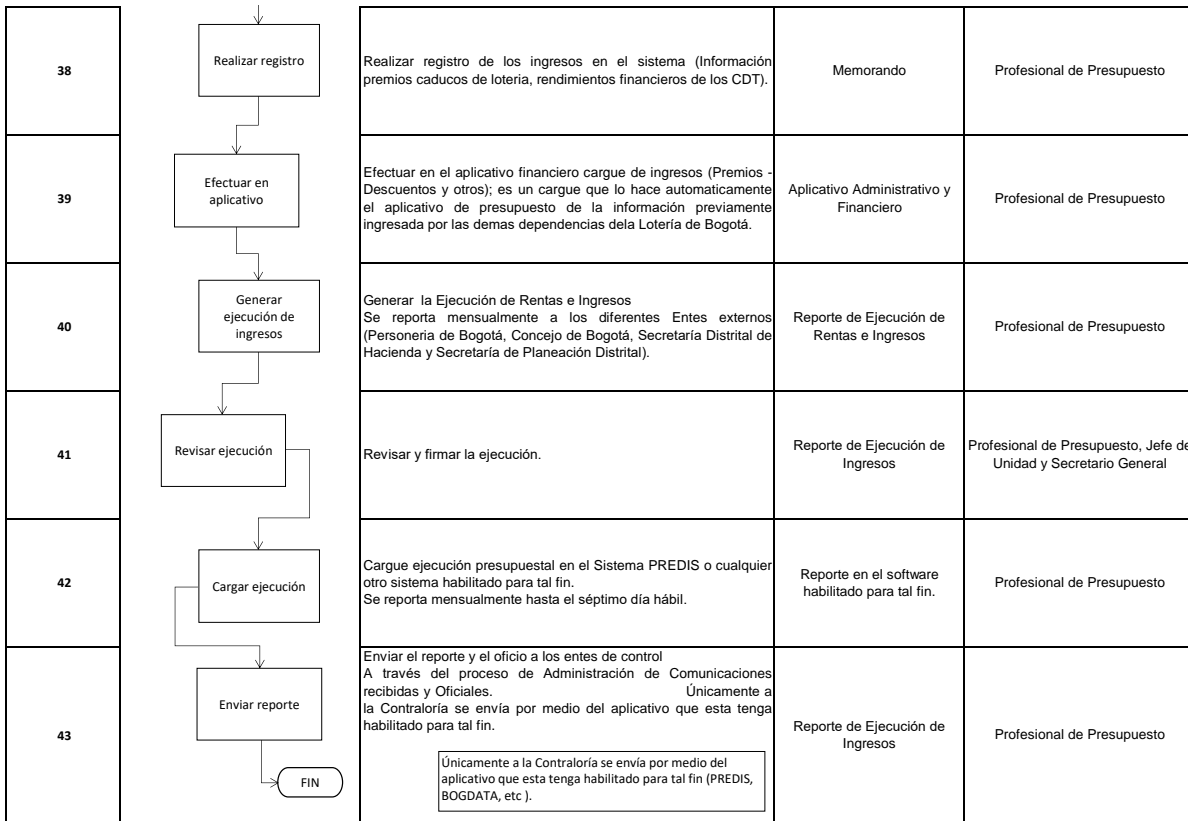 38
Realizar registro
Realizar registro de los ingresos en el sistema (Información
premios caducos de loteria, rendimientos financieros de los CDT).
Memorando
Profesional de Presupuesto
39
Efectuar en
aplicativo
Efectuar en el aplicativo financiero cargue de ingresos (Premios -
Descuentos y otros); es un cargue que lo hace automaticamente
el aplicativo de presupuesto de la información previamente
ingresada por las demas dependencias dela Lotería de Bogotá.
Aplicativo Administrativo y
Financiero
Profesional de Presupuesto
40
Generar
ejecución de
ingresos
Generar la Ejecución de Rentas e Ingresos
Se reporta mensualmente a los diferentes Entes externos
(Personeria de Bogotá, Concejo de Bogotá, Secretaría Distrital de
Hacienda y Secretaría de Planeación Distrital).
Reporte de Ejecución de
Rentas e Ingresos
Profesional de Presupuesto
41
Revisar ejecución
Revisar y firmar la ejecución.
Reporte de Ejecución de
Ingresos
Profesional de Presupuesto, Jefe de
Unidad y Secretario General
42
Cargar ejecución
Cargue ejecución presupuestal en el Sistema PREDIS o cualquier
otro sistema habilitado para tal fin.
Se reporta mensualmente hasta el séptimo día hábil.
Reporte en el software
habilitado para tal fin.
Profesional de Presupuesto
43
Enviar reporte
FIN
Enviar el reporte y el oficio a los entes de control
A través del proceso de Administración de Comunicaciones
recibidas y Oficiales. Únicamente a
la Contraloría se envía por medio del aplicativo que esta tenga
habilitado para tal fin.
Únicamente a la Contraloría se envía por medio del
aplicativo que esta tenga habilitado para tal fin (PREDIS,
BOGDATA, etc ).
Reporte de Ejecución de
Ingresos
Profesional de Presupuesto